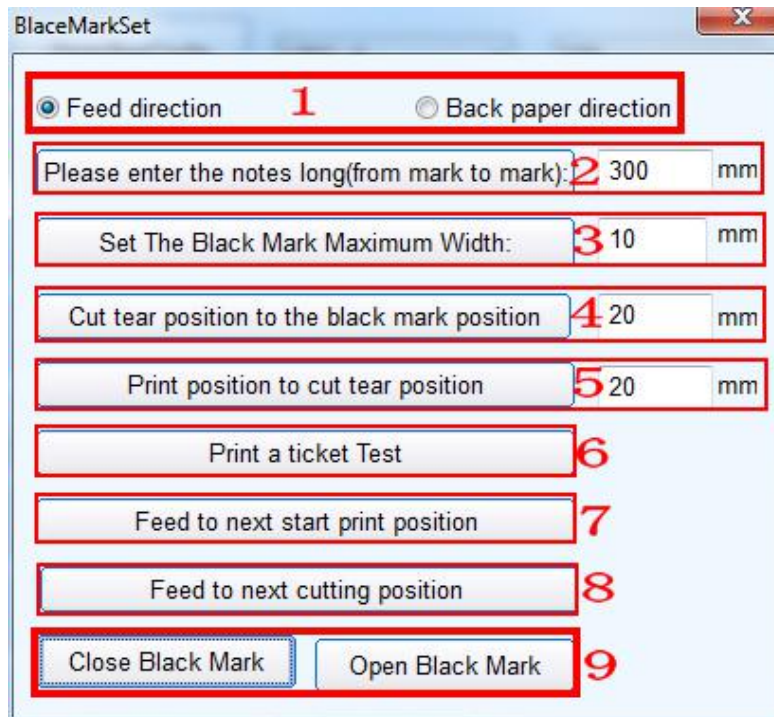 BlaceMarkSet
x
Feed direction 1 Back paper direction
Please enter the notes long(from mark to mark): 2 300 mm
Set The Black Mark Maximum Width: 3 10 mm
Cut tear position to the black mark position 4 20 mm
Print position to cut tear position 5 20 mm
Print a ticket Test 6
Feed to next start print position 7
Feed to next cutting position 8
Close Black Mark Open Black Mark 9